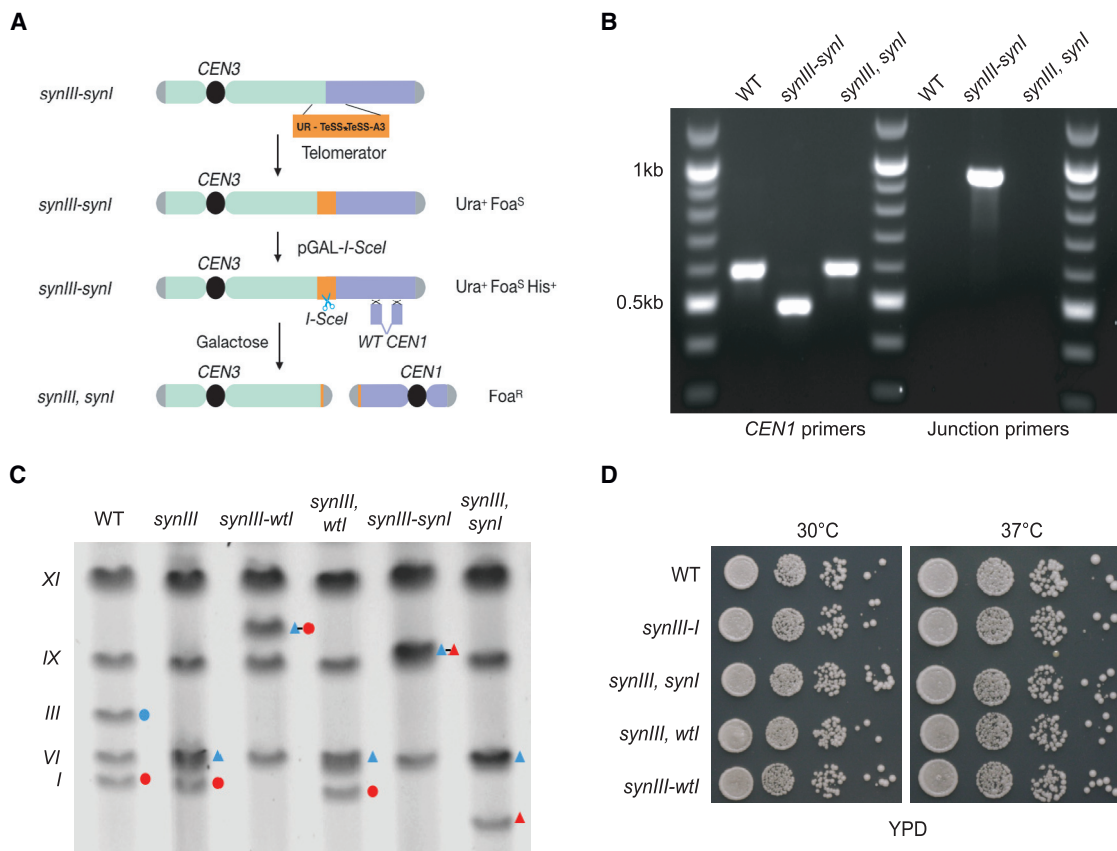 A
CEN3
synIII-synI
UR - TeSS★TeSS-A3
Telomerator
CEN3
synIII-synI
Ura⁺ Foaˢ
pGAL-I-SceI
CEN3
synIII-synI
Ura⁺ Foaˢ His⁺
I-SceI
WT CEN1
Galactose
CEN3
CEN1
synIII, synI
Foaᴿ
B
WT
synIII-synI
synIII, synI
WT
synIII-synI
synIII, synI
1kb
0.5kb
CEN1 primers
Junction primers
C
WT
synIII
synIII-wtI
synIII,
wtI
synIII-synI
synIII,
synI
XI
IX
III
VI
I
D
30°C
37°C
WT
synIII-I
synIII, synI
synIII, wtI
synIII-wtI
YPD